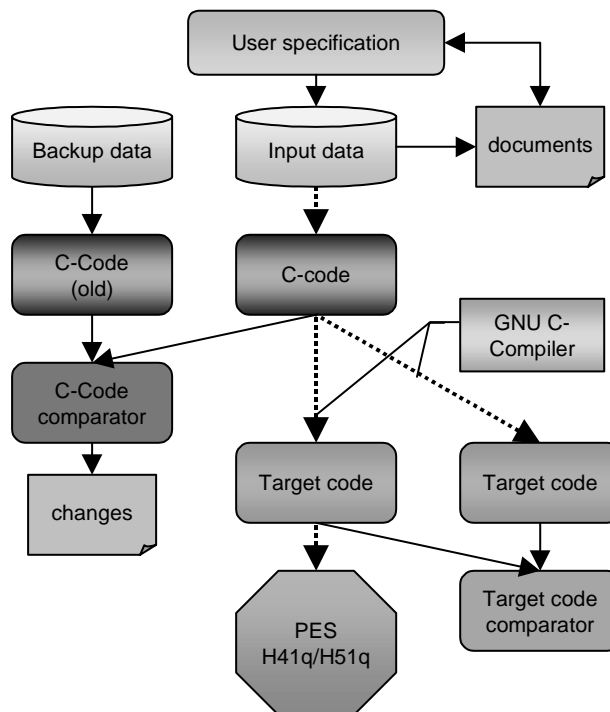 User specification
Backup data
Input data
documents
C-Code
(old)
C-code
GNU C-
Compiler
C-Code
comparator
changes
Target code
Target code
PES
H41q/H51q
Target code
comparator